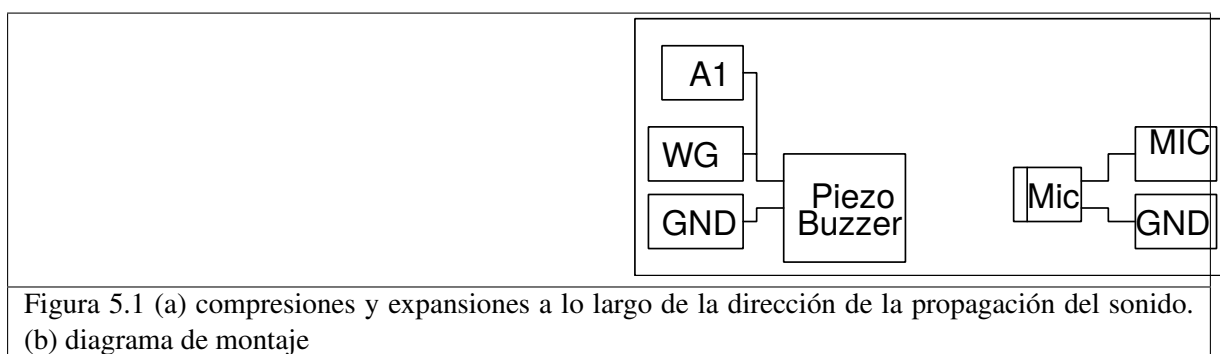 A1
WG
GND
Piezo
Buzzer
Mic
MIC
GND
Figura 5.1 (a) compresiones y expansiones a lo largo de la dirección de la propagación del sonido.
(b) diagrama de montaje